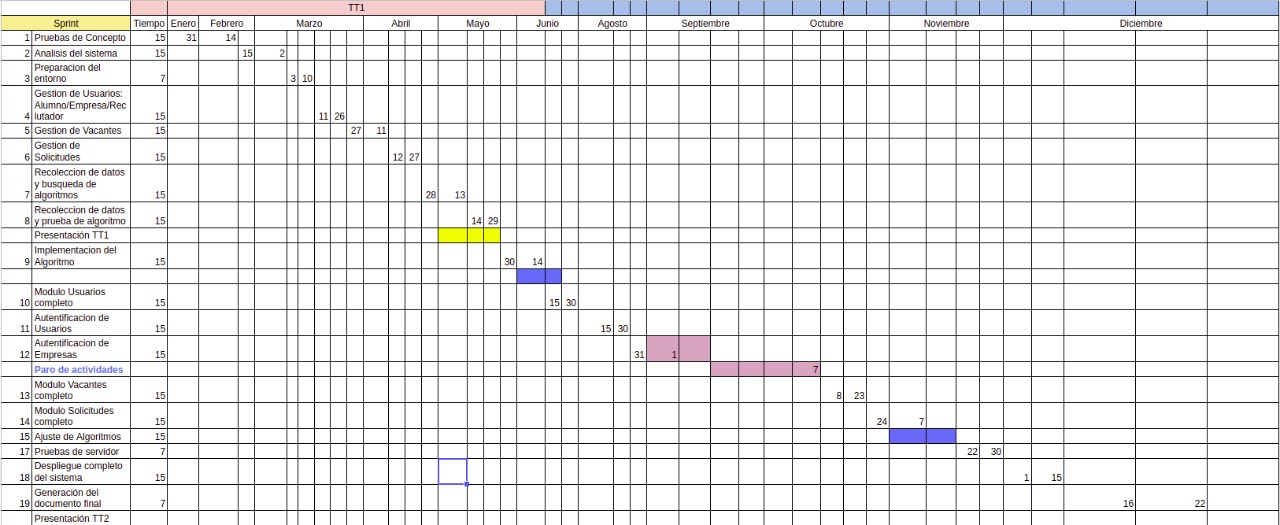 TT1
Sprint Tiempo Enero Febrero Marzo Abril Mayo Junio Agosto Septiembre Octubre Noviembre Diciembre
1 Pruebas de Concepto 15 31 14
2 Analisis del sistema 15 15 2
Preparacion del
3 entorno 7 3 10
Gestion de Usuarios:
Alumno/Empresa/Rec
4 lutador 15 11 26
5 Gestion de Vacantes 15 27 11
Gestion de
6 Solicitudes 15 12 27
Recoleccion de datos
y busqueda de
7 algoritmos 15 28 13
Recoleccion de datos
8 y prueba de algoritmo 15 14 29
Presentación TT1
Implementacion del
9 Algoritmo 15 30 14
Modulo Usuarios
10 completo 15 15 30
Autentificacion de
11 Usuarios 15 15 30
Autentificacion de
12 Empresas 15 31 1
Paro de actividades 7
Modulo Vacantes
13 completo 15 8 23
Modulo Solicitudes
14 completo 15 24 7
15 Ajuste de Algoritmos 15
17 Pruebas de servidor 7 22 30
Despliegue completo
18 del sistema 15 1 15
Generación del
19 documento final 7 16 22
Presentación TT2